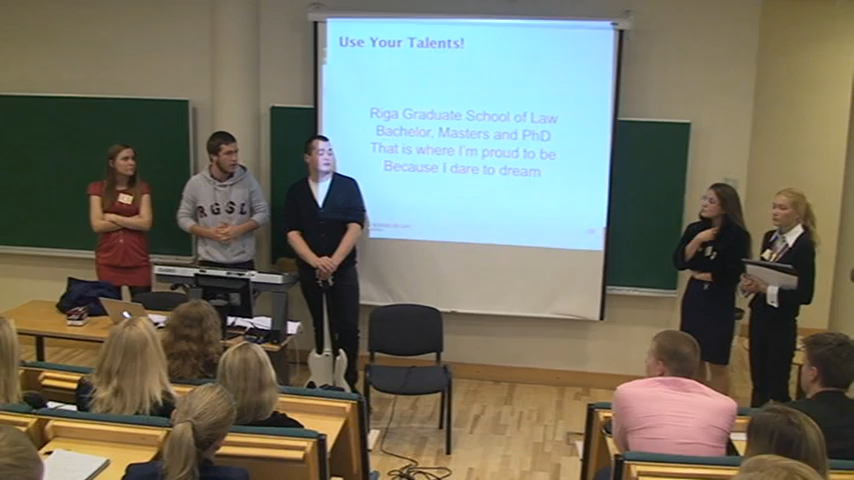 Use Your Talents!
Riga Graduate School of Law
Bachelor, Masters and PhD
That is where I'm proud to be
Because I dare to dream
RGSL
CASIO